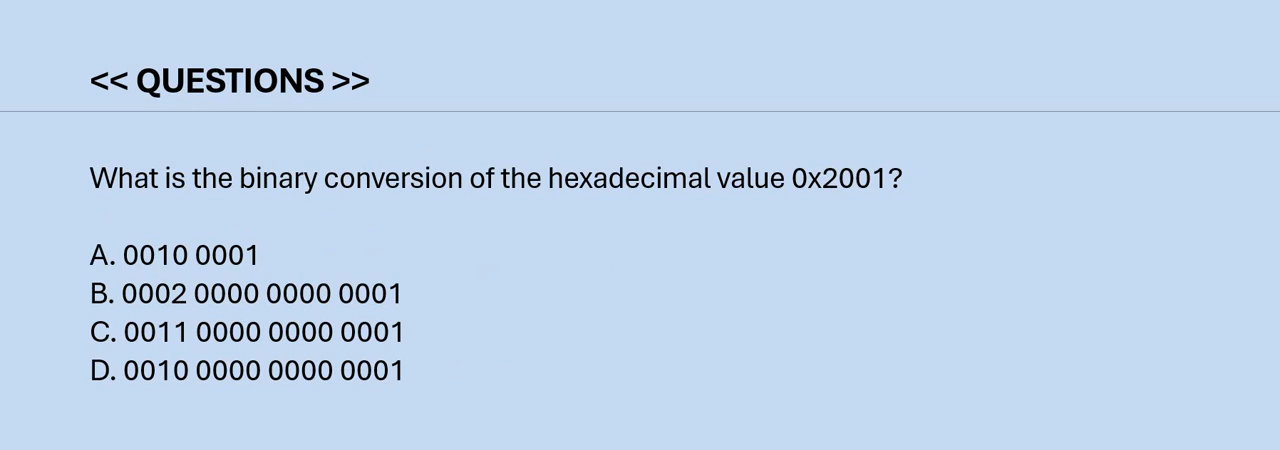 << QUESTIONS >>
What is the binary conversion of the hexadecimal value 0x2001?
A. 0010 0001
B. 0002 0000 0000 0001
C. 0011 0000 0000 0001
D. 0010 0000 0000 0001